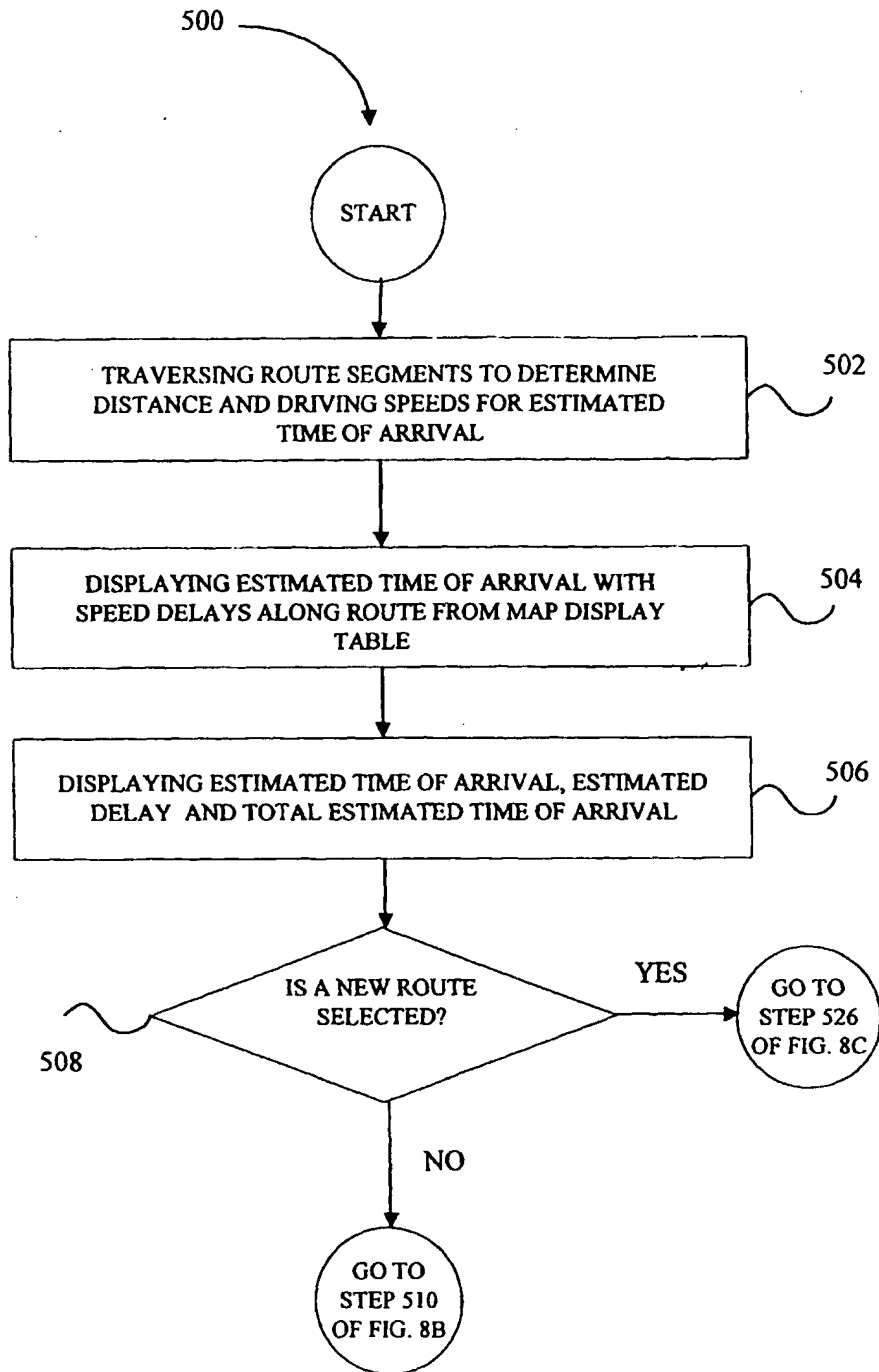 500
START
TRAVERSING ROUTE SEGMENTS TO DETERMINE
DISTANCE AND DRIVING SPEEDS FOR ESTIMATED
TIME OF ARRIVAL
502
DISPLAYING ESTIMATED TIME OF ARRIVAL WITH
SPEED DELAYS ALONG ROUTE FROM MAP DISPLAY
TABLE
504
DISPLAYING ESTIMATED TIME OF ARRIVAL, ESTIMATED
DELAY AND TOTAL ESTIMATED TIME OF ARRIVAL
506
IS A NEW ROUTE
SELECTED?
508
YES
GO TO
STEP 526
OF FIG. 8C
NO
GO TO
STEP 510
OF FIG. 8B